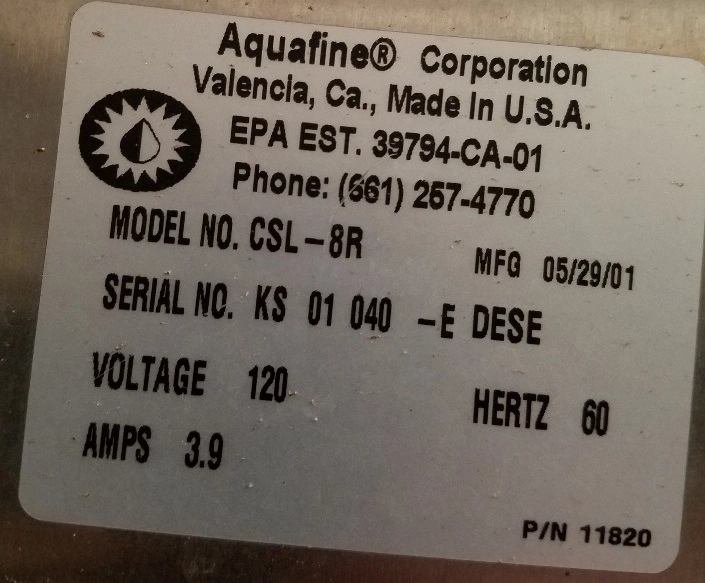 Aquafine® Corporation
Valencia, Ca., Made in U.S.A.
EPA EST. 39794-CA-01
Phone: (661) 257-4770
MODEL NO. CSL-8R
MFG 05/29/01
SERIAL NO. KS 01 040 -E DESE
VOLTAGE 120
HERTZ 60
AMPS 3.9
P/N 11820